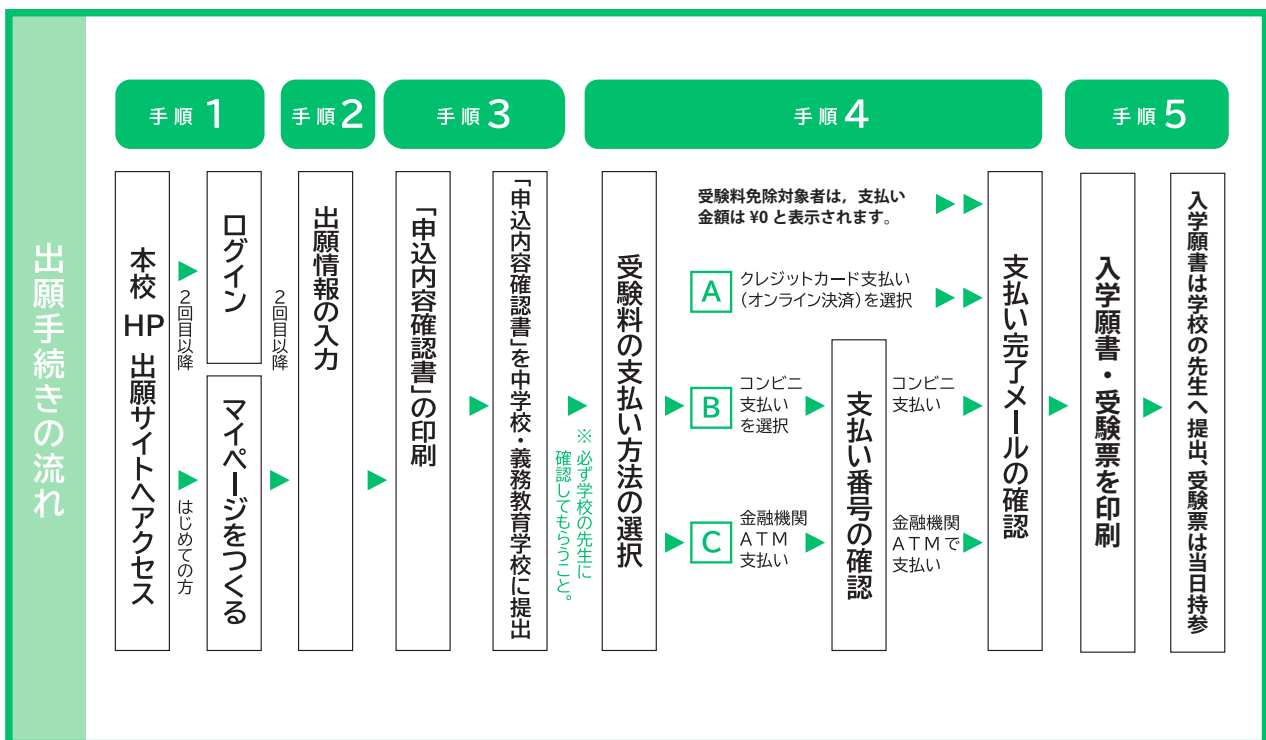 出願手続きの流れ
手順 1
手順 2
手順 3
手順 4
手順 5
本校 HP 出願サイトへアクセス
2回目以降
はじめての方
ログイン
マイページをつくる
2回目以降
出願情報の入力
「申込内容確認書」の印刷
「申込内容確認書」を中学校・義務教育学校に提出
※ 必ず学校の先生に
確認してもらうこと。
受験料の支払い方法の選択
受験料免除対象者は，支払い
金額は ¥0 と表示されます。
A
クレジットカード支払い
（オンライン決済）を選択
B
コンビニ
支払い
を選択
C
金融機関
ATM
支払い
支払い番号の確認
コンビニ
支払い
金融機関
ATMで
支払い
支払い完了メールの確認
入学願書・受験票を印刷
入学願書は学校の先生へ提出、受験票は当日持参